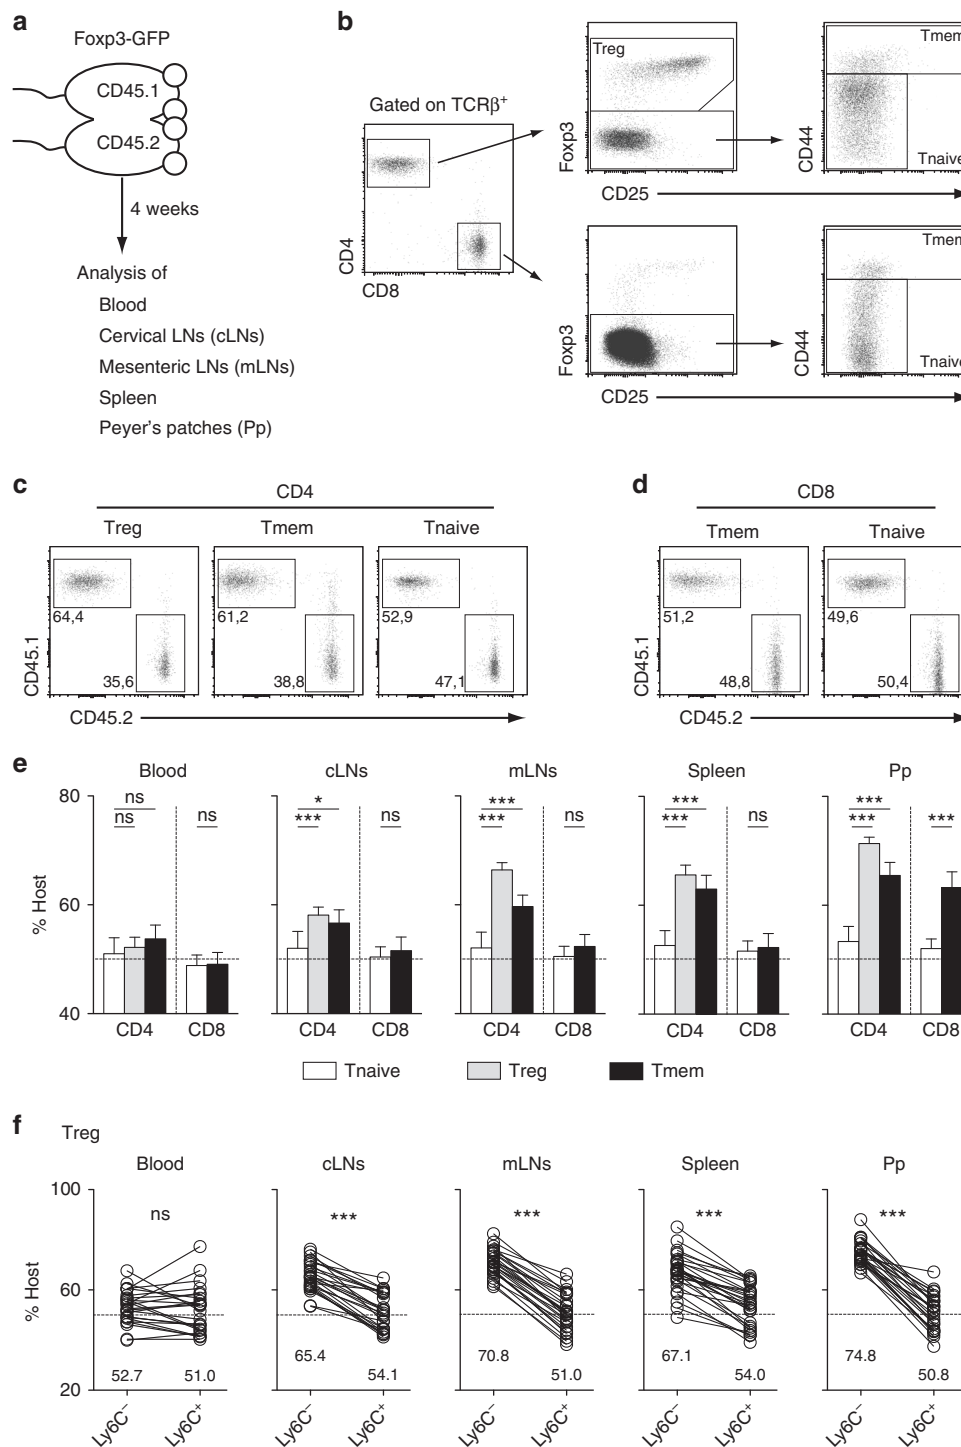 a
Foxp3-GFP
CD45.1
CD45.2
4 weeks
Analysis of
Blood
Cervical LNs (cLNs)
Mesenteric LNs (mLNs)
Spleen
Peyer's patches (Pp)
b
Gated on TCRβ+
CD4
CD8
Treg
Foxp3
CD25
Tmem
CD44
Tnaive
Foxp3
CD25
Tmem
CD44
Tnaive
c
CD4
Treg
Tmem
Tnaive
64,4
61,2
52,9
35,6
38,8
47,1
CD45.1
CD45.2
d
CD8
Tmem
Tnaive
51,2
49,6
48,8
50,4
CD45.1
CD45.2
e
Blood
cLNs
mLNs
Spleen
Pp
80
60
40
% Host
ns
ns
ns
*
***
ns
***
***
ns
***
***
ns
***
***
***
CD4
CD8
CD4
CD8
CD4
CD8
CD4
CD8
CD4
CD8
Tnaive
Treg
Tmem
f
Treg
Blood
cLNs
mLNs
Spleen
Pp
100
60
20
% Host
ns
***
***
***
***
52.7
51.0
65.4
54.1
70.8
51.0
67.1
54.0
74.8
50.8
Ly6C−
Ly6C+
Ly6C−
Ly6C+
Ly6C−
Ly6C+
Ly6C−
Ly6C+
Ly6C−
Ly6C+